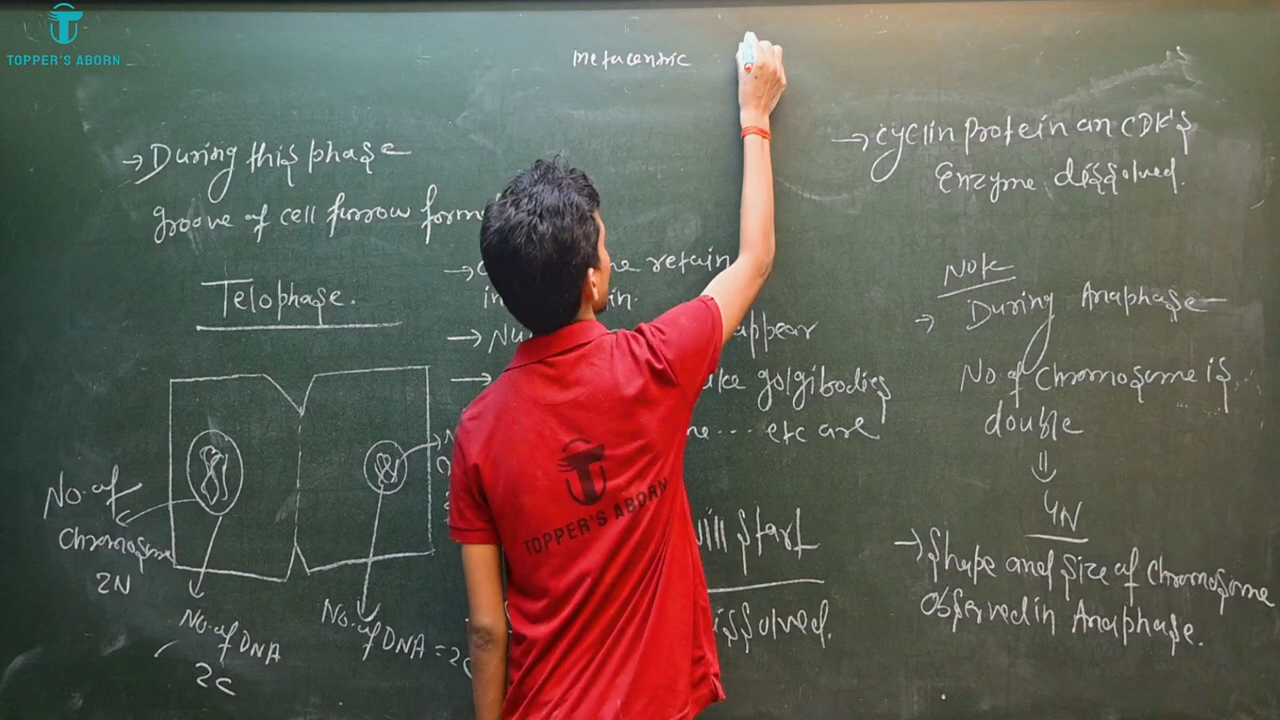 TOPPER'S ABORN
metacentric
→ During this phase
groove of cell furrow form
Telophase.
No. of
chromosome
2N
No. of DNA
2C
No. of DNA = 2C
retain
in
appear
golgibodies
etc are
will start
dissolved.
TOPPER'S ABORN
→ cyclin protein an CDK's
Enzyme dissolved.
Note
→ During Anaphase
No. of chromosome is
double
4N
→ Shape and size of chromosome
observed in Anaphase.